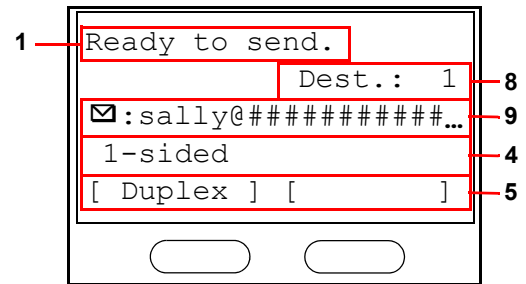 1
Ready to send.
Dest.: 1
8
:sally@###########…
9
1-sided
4
[ Duplex ] [ ]
5